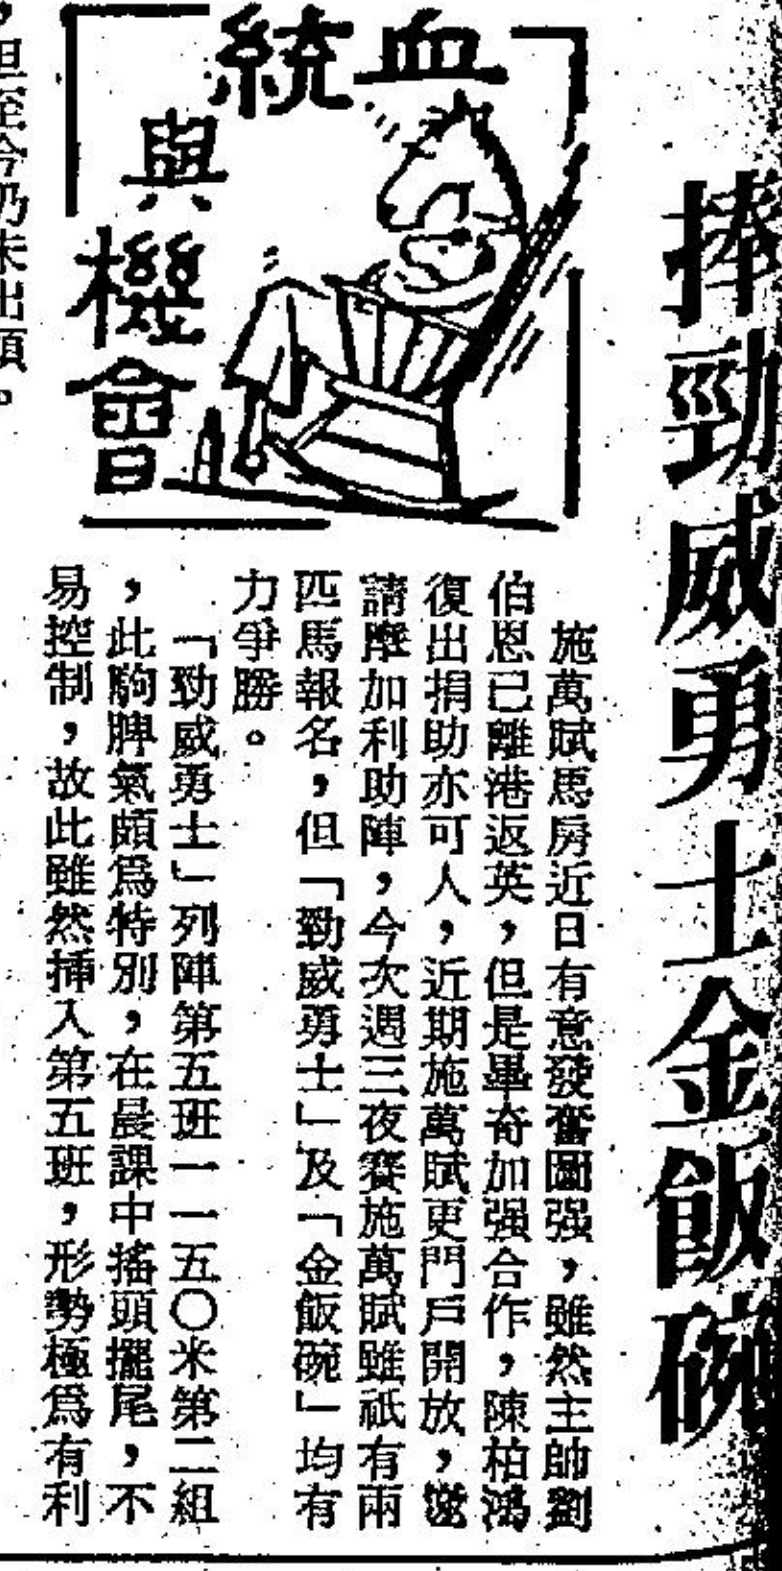 捧勁威勇士金飯碗
血統
與
機會
施萬賦馬房近日有意發奮圖强,雖然主帥劉
伯恩已離港返英,但是畢奇加强合作,陳柏鴻
復出捐助亦可人,近期施萬賦更門戶開放,邀
請摩加利助陣,今次週三夜賽施萬賦雖祇有兩
匹馬報名,但「勁威勇士」及「金飯碗」均有
力爭勝。
「勁威勇士」列陣第五班一一五〇米第二組
,此駒脾氣頗爲特別,在晨課中搖頭擺尾,不
易控制,故此雖然揷入第五班,形勢極爲有利
,但至今仍未出頭。